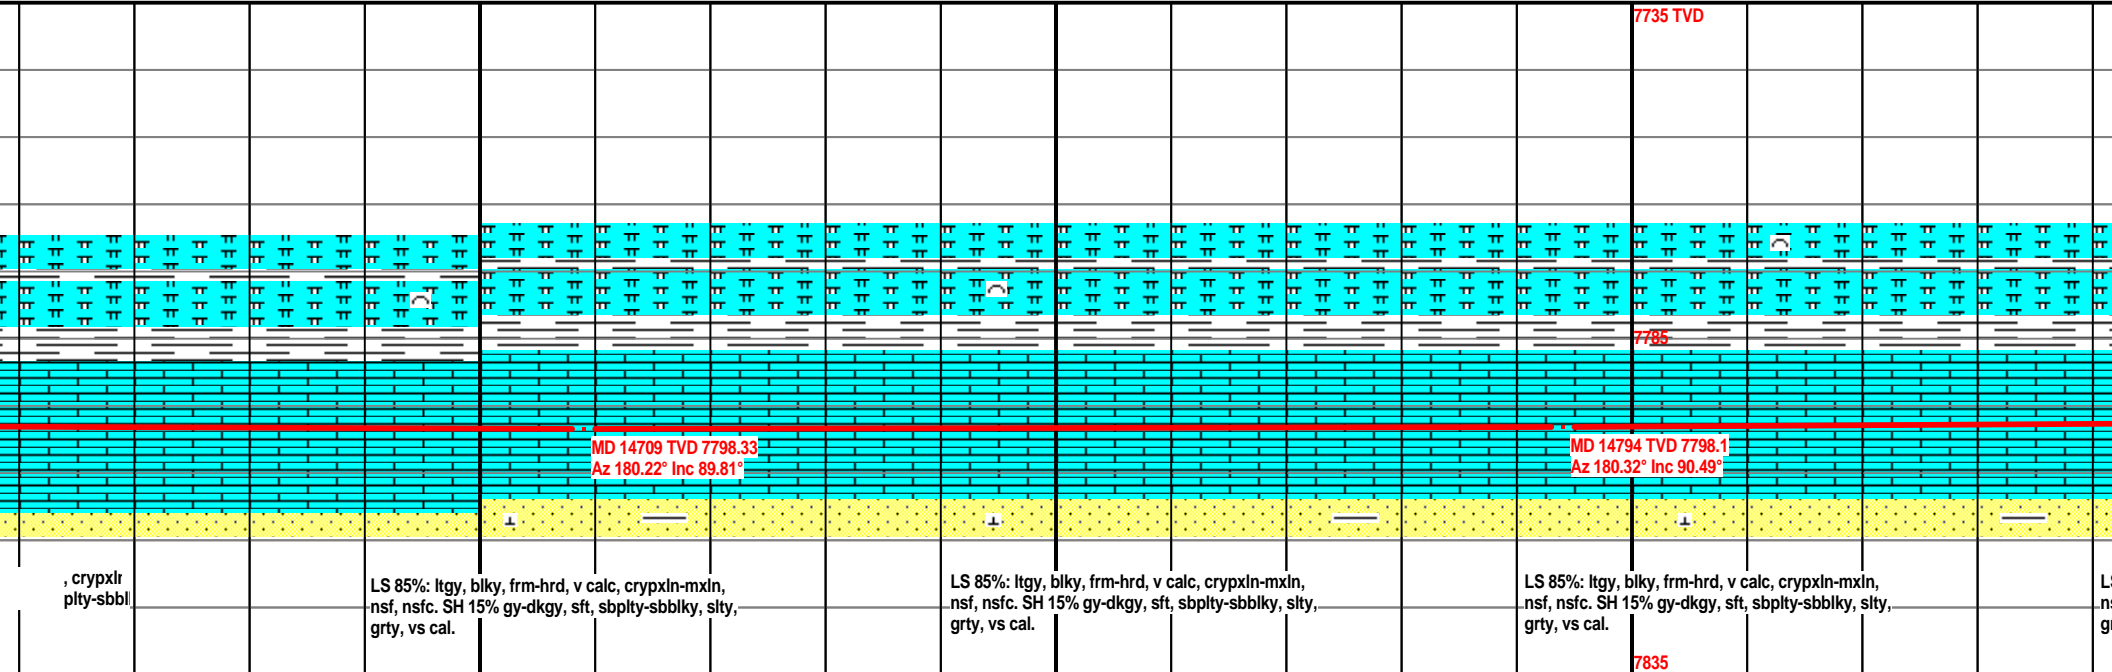 7735 TVD
7785
MD 14709 TVD 7798.33
Az 180.22° Inc 89.81°
MD 14794 TVD 7798.1
Az 180.32° Inc 90.49°
, crypxln
plty-sbbl
LS 85%: ltgy, blky, frm-hrd, v calc, crypxln-mxln,
nsf, nsfc. SH 15% gy-dkgy, sft, sbplty-sbblky, slty,
grty, vs cal.
LS 85%: ltgy, blky, frm-hrd, v calc, crypxln-mxln,
nsf, nsfc. SH 15% gy-dkgy, sft, sbplty-sbblky, slty,
grty, vs cal.
LS 85%: ltgy, blky, frm-hrd, v calc, crypxln-mxln,
nsf, nsfc. SH 15% gy-dkgy, sft, sbplty-sbblky, slty,
grty, vs cal.
7835